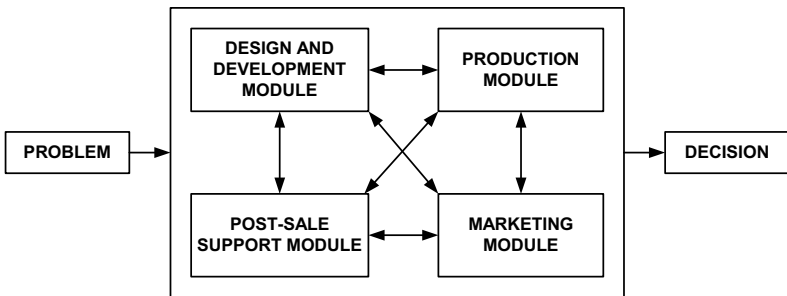 DESIGN AND
DEVELOPMENT
MODULE
PRODUCTION
MODULE
PROBLEM
DECISION
POST-SALE
SUPPORT MODULE
MARKETING
MODULE